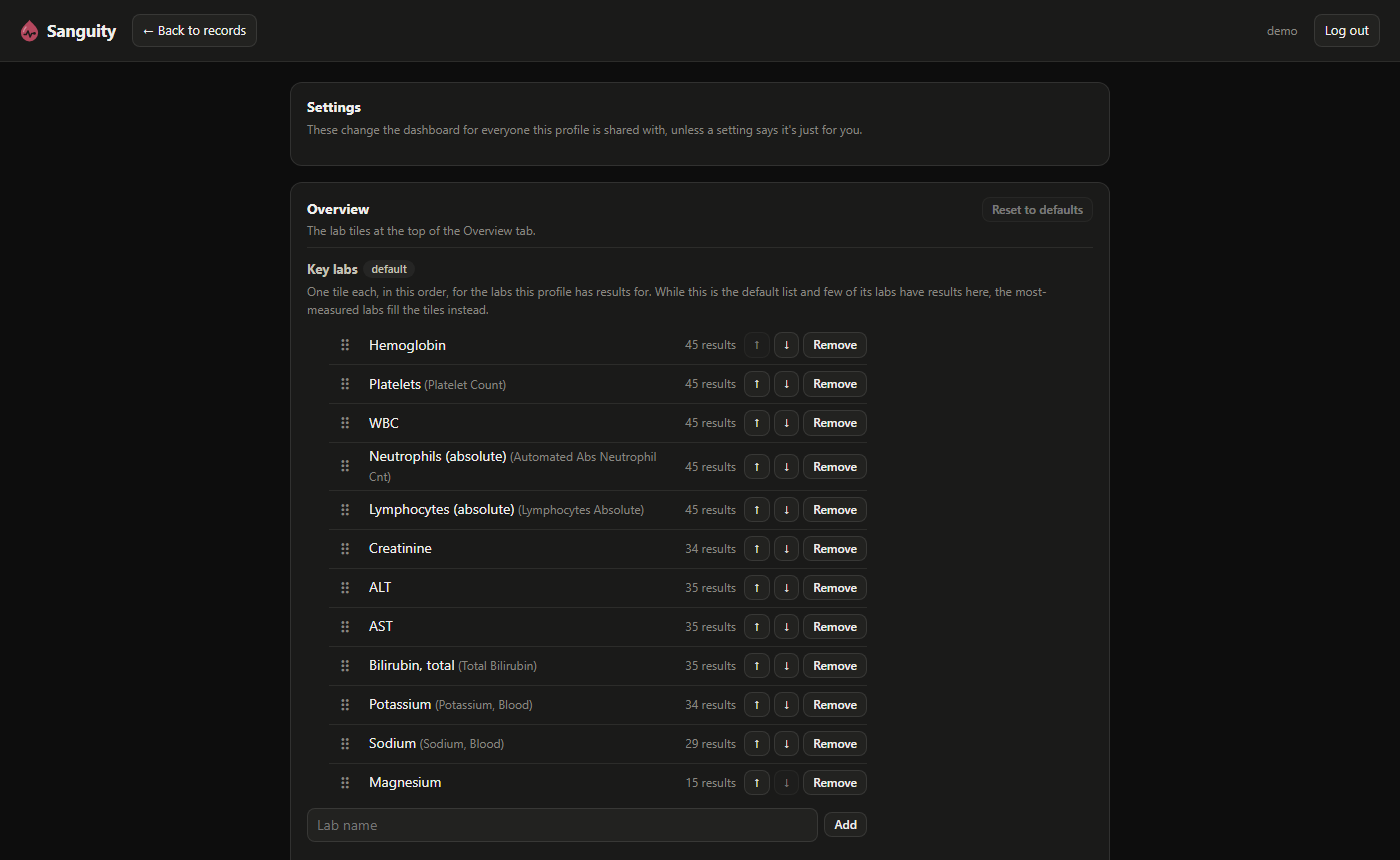 Sanguity
← Back to records
demo
Log out
Settings
These change the dashboard for everyone this profile is shared with, unless a setting says it's just for you.
Overview
Reset to defaults
The lab tiles at the top of the Overview tab.
Key labs default
One tile each, in this order, for the labs this profile has results for. While this is the default list and few of its labs have results here, the most-
measured labs fill the tiles instead.
Hemoglobin 45 results ↑ ↓ Remove
Platelets (Platelet Count) 45 results ↑ ↓ Remove
WBC 45 results ↑ ↓ Remove
Neutrophils (absolute) (Automated Abs Neutrophil
Cnt) 45 results ↑ ↓ Remove
Lymphocytes (absolute) (Lymphocytes Absolute) 45 results ↑ ↓ Remove
Creatinine 34 results ↑ ↓ Remove
ALT 35 results ↑ ↓ Remove
AST 35 results ↑ ↓ Remove
Bilirubin, total (Total Bilirubin) 35 results ↑ ↓ Remove
Potassium (Potassium, Blood) 34 results ↑ ↓ Remove
Sodium (Sodium, Blood) 29 results ↑ ↓ Remove
Magnesium 15 results ↑ ↓ Remove
Lab name
Add